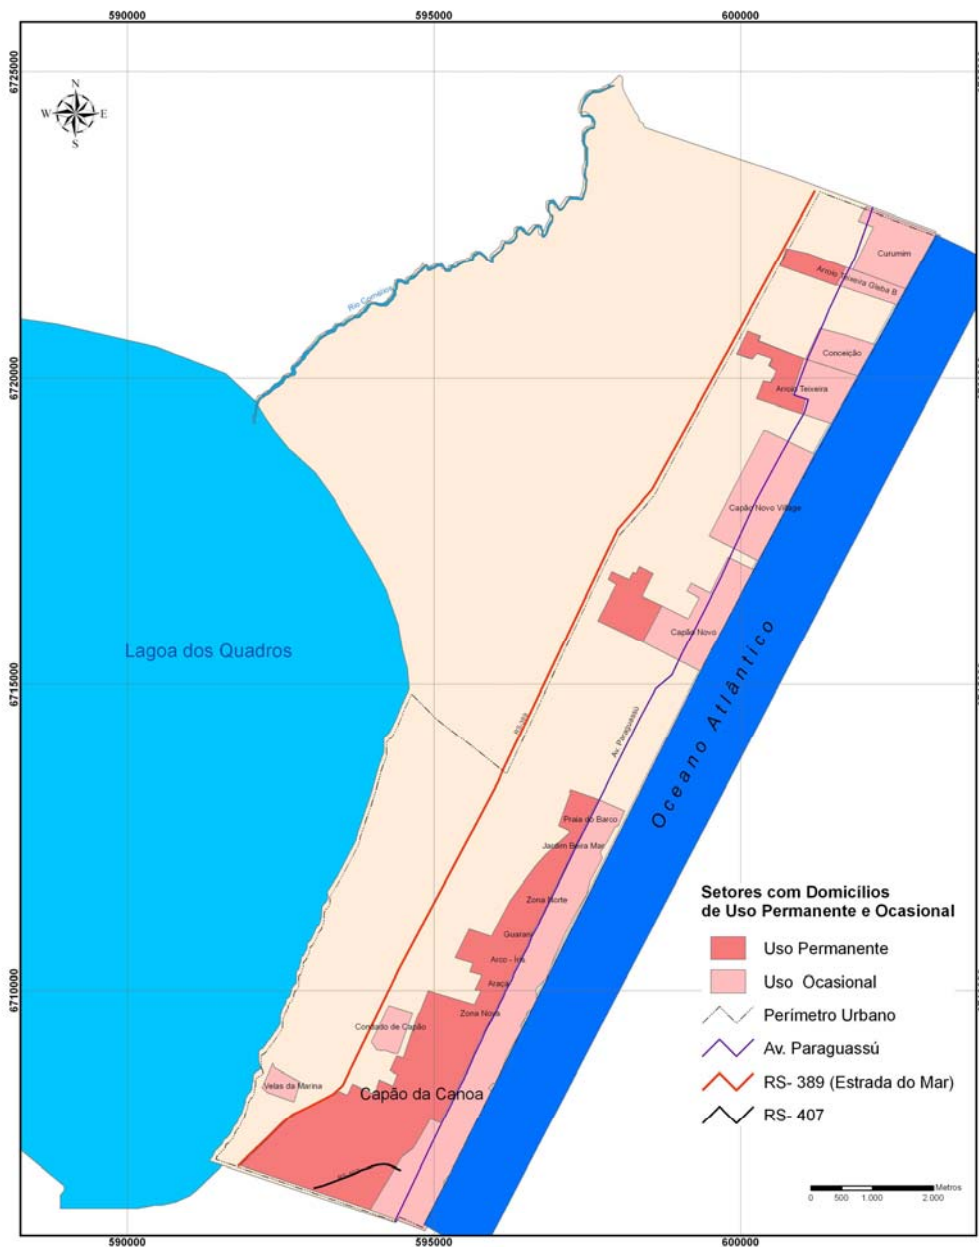 590000
595000
600000
6725000
N
W
E
S
Curumim
Arroio Teixeira Gleba B
Rio Cornélios
Conceição
6720000
Arroio Teixeira
Capão Novo Village
Capão Novo
Lagoa dos Quadros
6715000
RS-389
Av. Paraguassú
Oceano Atlântico
Praia do Barco
Jardim Beira Mar
Zona Norte
Guarani
Arco - Íris
Araçá
6710000
Zona Nova
Condado de Capão
Velas da Marina
Capão da Canoa
Setores com Domicílios
de Uso Permanente e Ocasional
Uso Permanente
Uso Ocasional
Perímetro Urbano
Av. Paraguassú
RS- 389 (Estrada do Mar)
RS- 407
Metros
0 500 1.000 2.000
590000
595000
600000